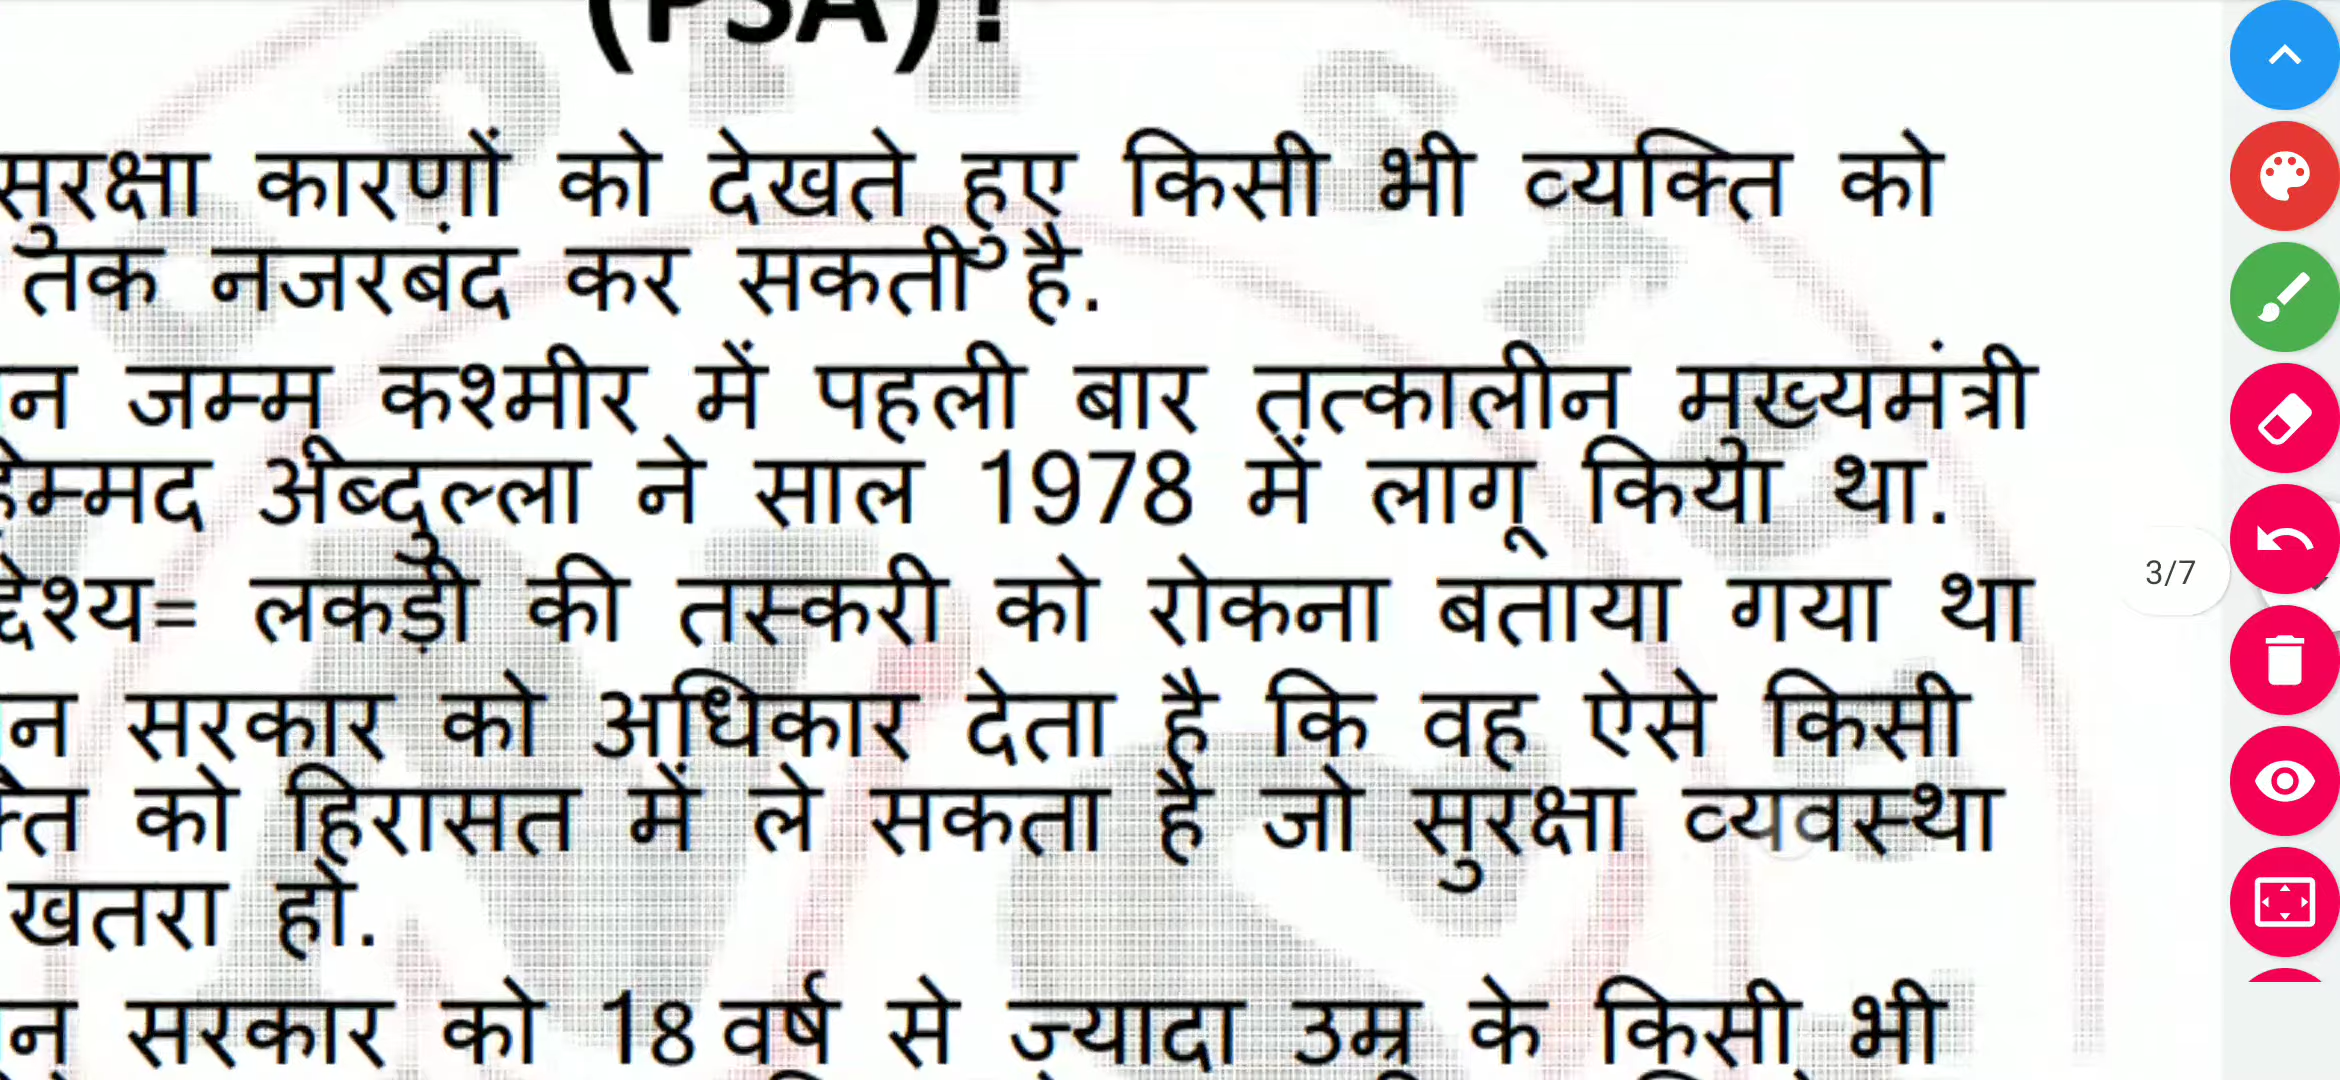 (PSA)?
सुरक्षा कारणों को देखते हुए किसी भी व्यक्ति को
तक नजरबंद कर सकती है.
न जम्मू कश्मीर में पहली बार तत्कालीन मुख्यमंत्री
म्मद अब्दुल्ला ने साल 1978 में लागू किया था.
द्देश्य= लकड़ी की तस्करी को रोकना बताया गया था
न सरकार को अधिकार देता है कि वह ऐसे किसी
को हिरासत में ले सकता है जो सुरक्षा व्यवस्था
खतरा हो.
सरकार को 18 वर्ष से ज्यादा उम्र के किसी भी
3/7